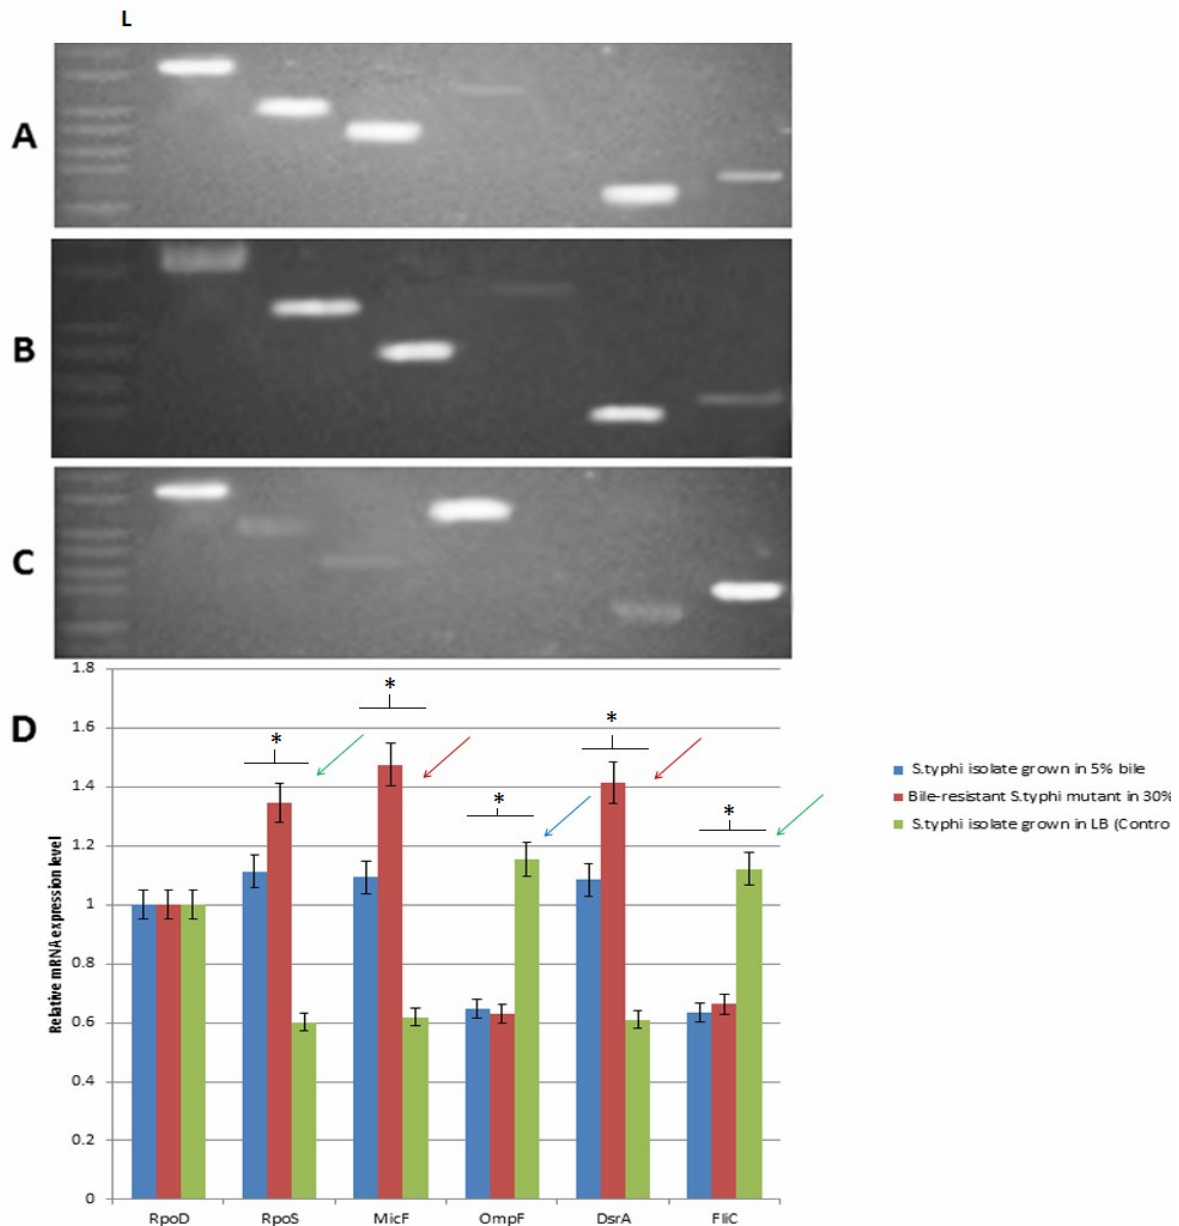 L
A
B
C
D
Relative mRNA expression level
1.8
1.6
1.4
1.2
1
0.8
0.6
0.4
0.2
0
*
*
*
*
*
RpoD RpoS MicF OmpF DsrA FliC
S.typhi isolate grown in 5% bile
Bile-resistant S.typhi mutant in 30%
S.typhi isolate grown in LB (Contro